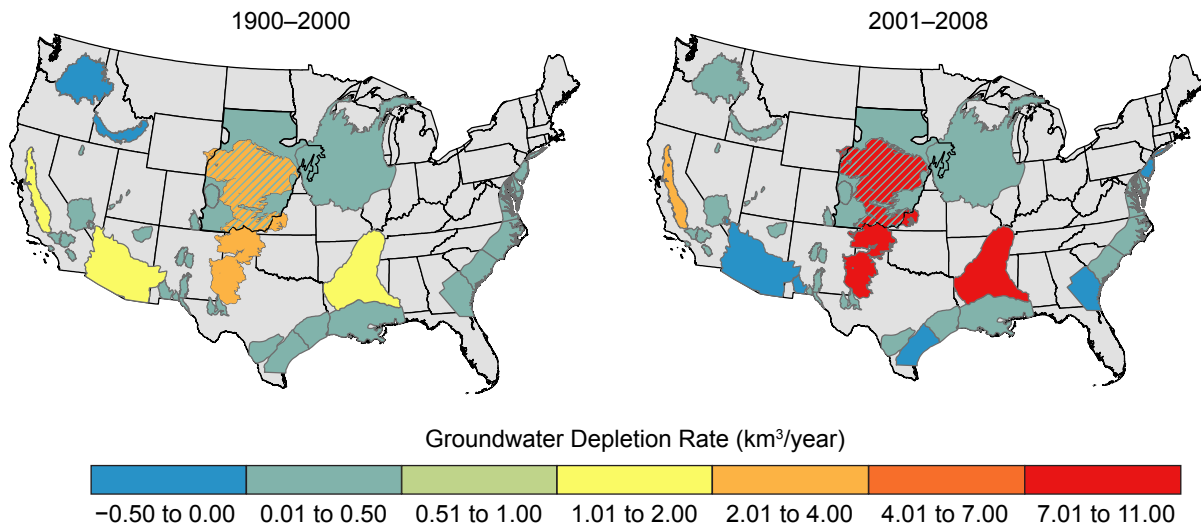 1900–2000
2001–2008
Groundwater Depletion Rate (km³/year)
−0.50 to 0.00
0.01 to 0.50
0.51 to 1.00
1.01 to 2.00
2.01 to 4.00
4.01 to 7.00
7.01 to 11.00